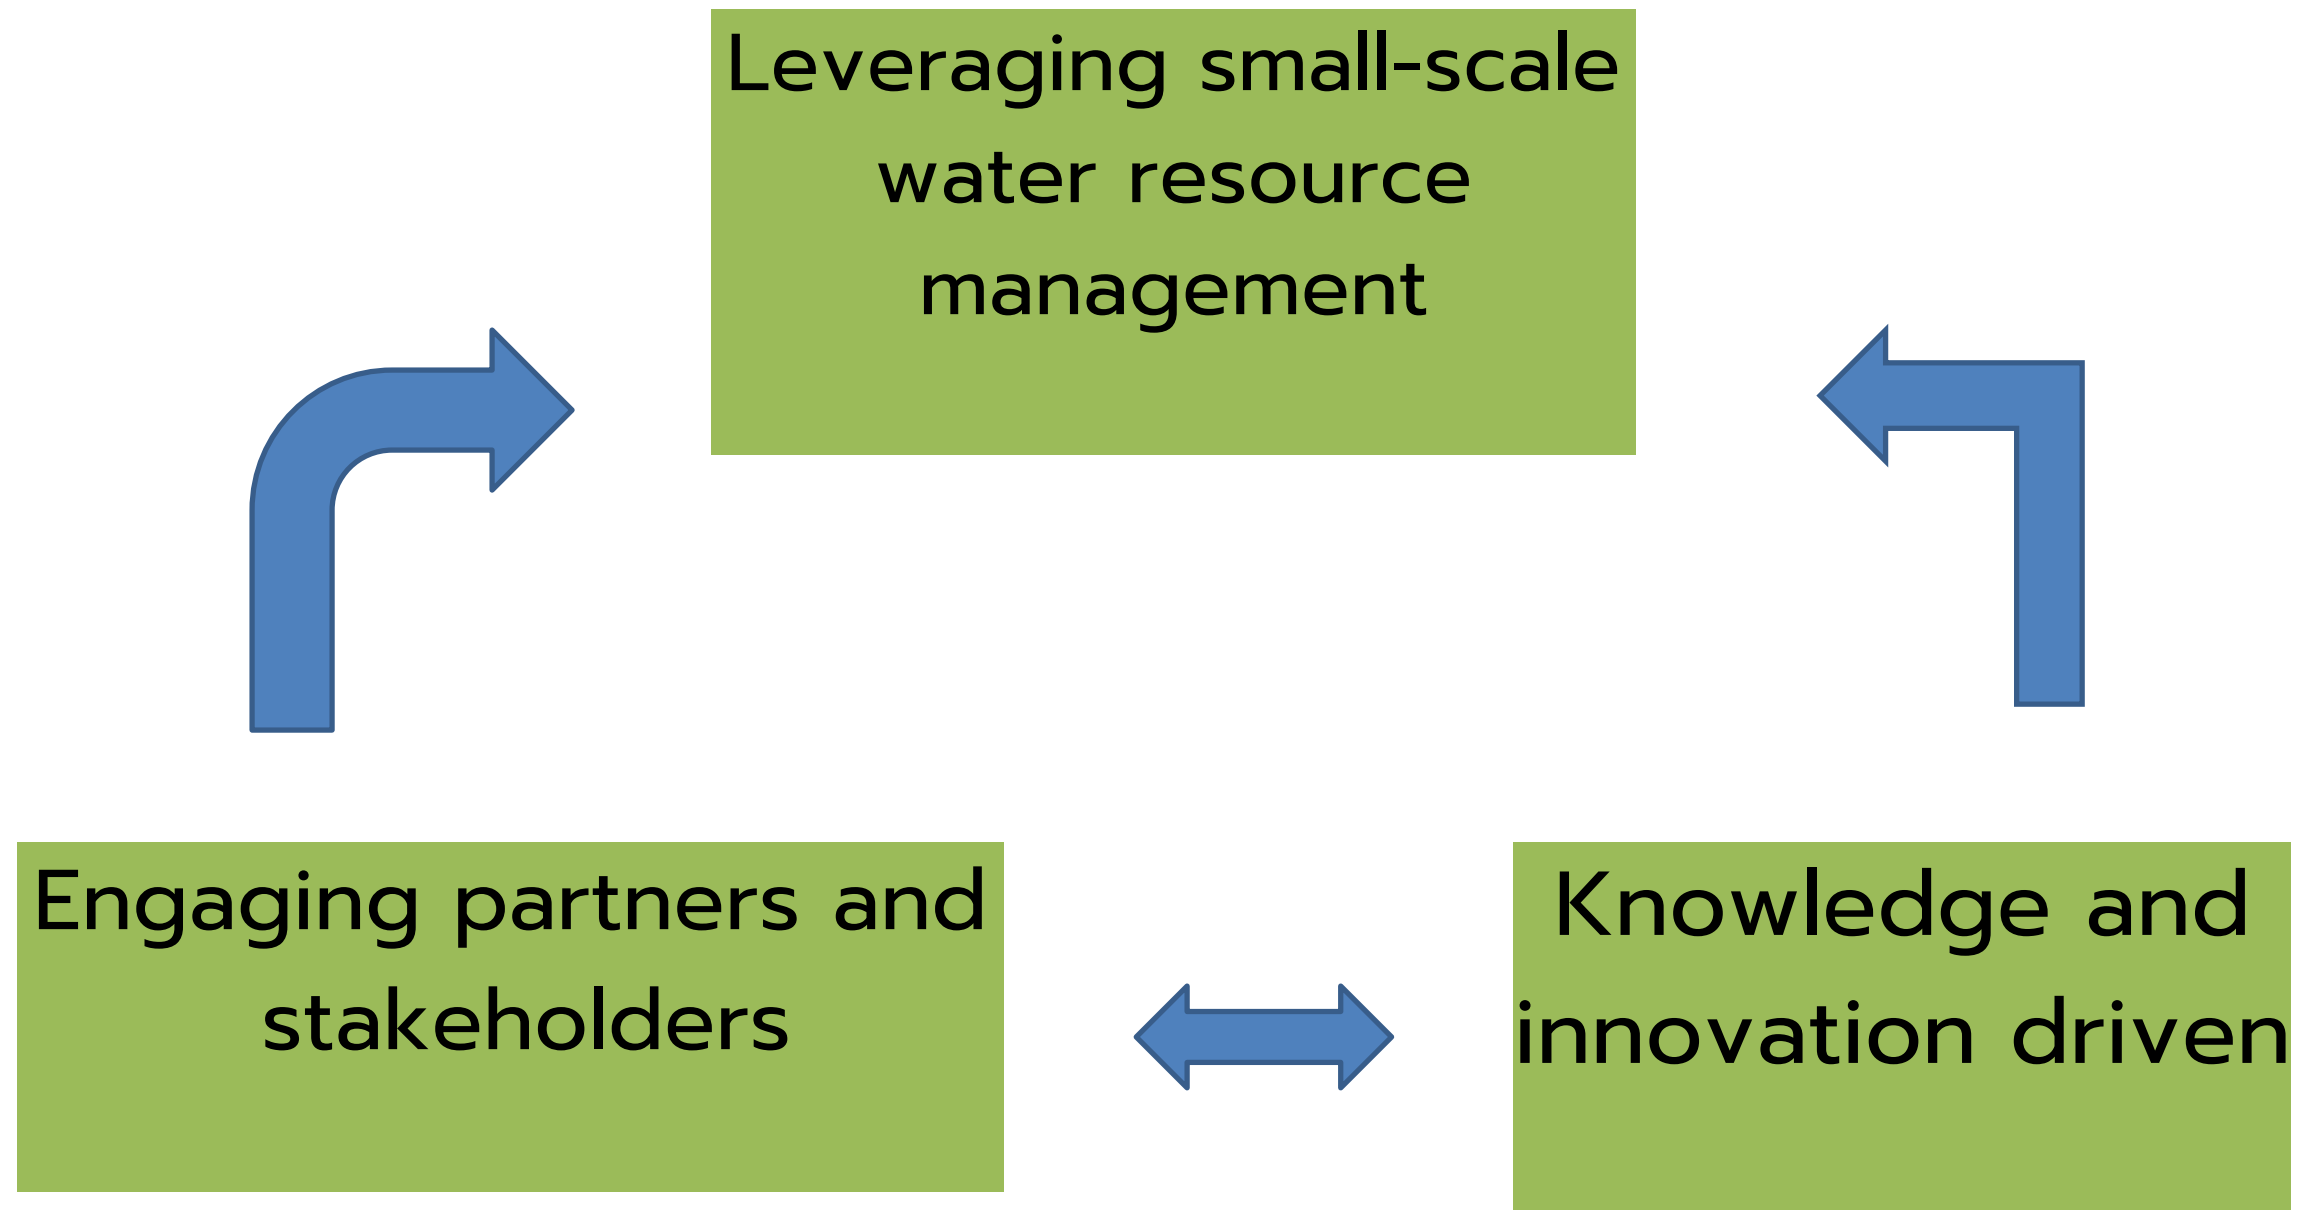 Leveraging small-scale
water resource
management
Engaging partners and
stakeholders
Knowledge and
innovation driven